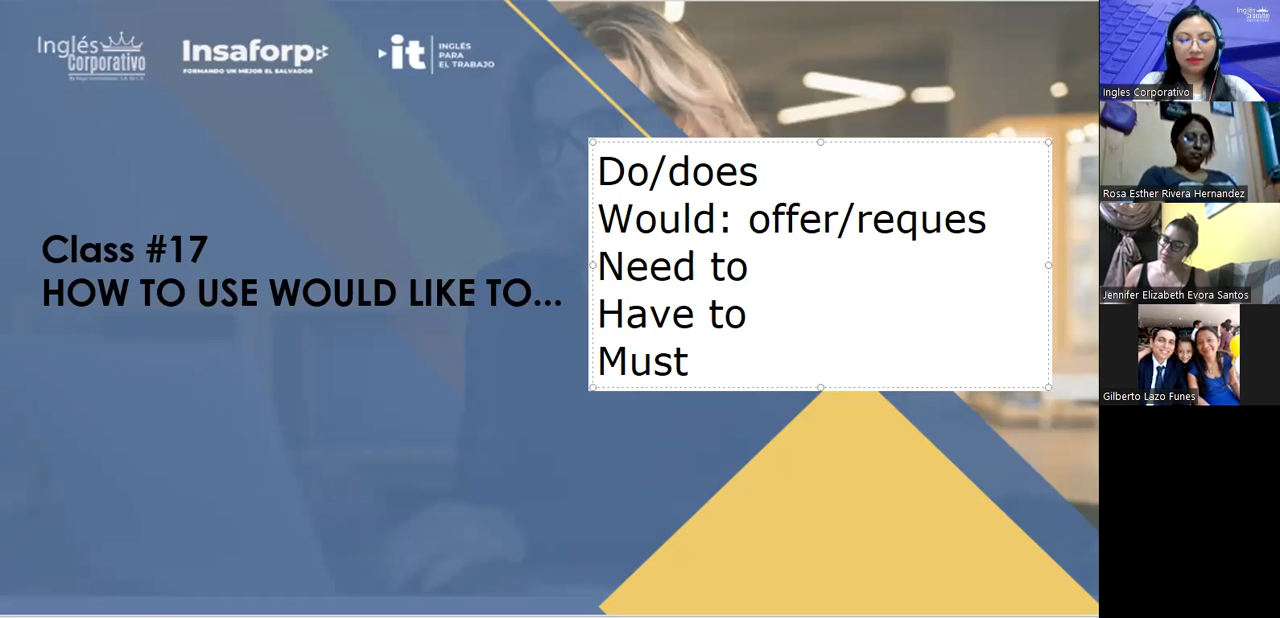 Inglés
Corporativo
Insaforp
FORMANDO UN MEJOR EL SALVADOR
it
INGLÉS
PARA
EL TRABAJO
Class #17
HOW TO USE WOULD LIKE TO...
Do/does
Would: offer/reques
Need to
Have to
Must
Ingles Corporativo
Rosa Esther Rivera Hernandez
Jennifer Elizabeth Evora Santos
Gilberto Lazo Funes